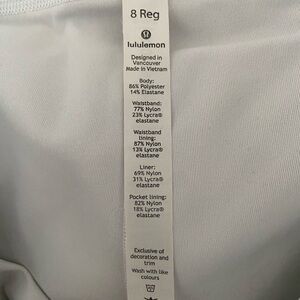 8 Reg
lululemon
Designed in
Vancouver
Made in Vietnam
Body:
86% Polyester
14% Elastane
Waistband:
77% Nylon
23% Lycra®
elastane
Waistband
lining:
87% Nylon
13% Lycra®
elastane
Liner:
69% Nylon
31% Lycra®
elastane
Pocket lining:
82% Nylon
18% Lycra®
elastane
Exclusive of
decoration and
trim
Wash with like
colours